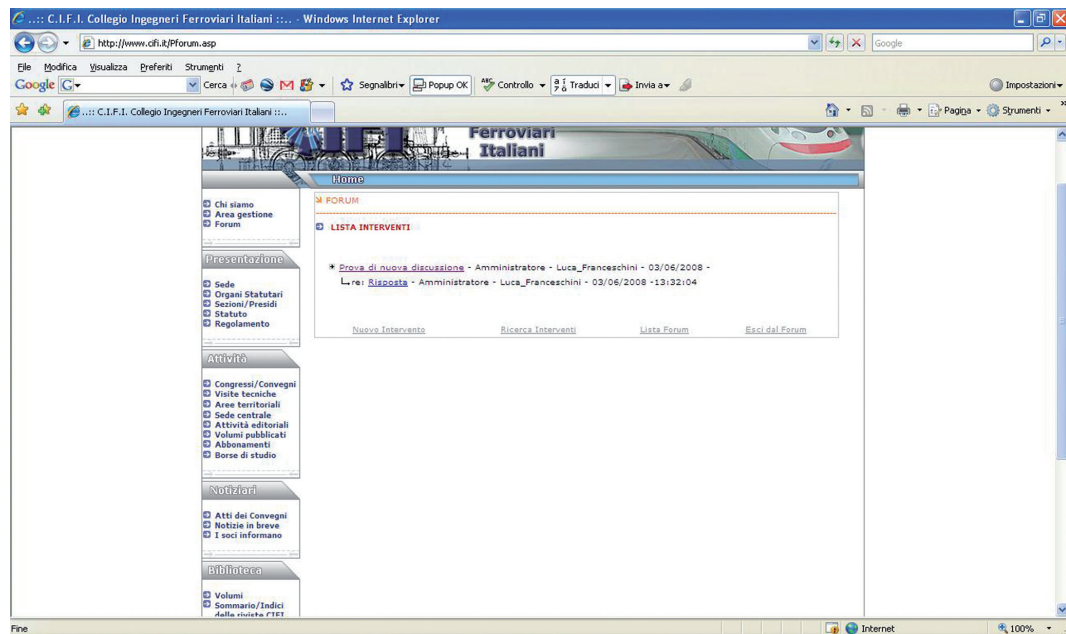 ..:: C.I.F.I. Collegio Ingegneri Ferroviari Italiani ::.. - Windows Internet Explorer
http://www.cifi.it/Pforum.asp
Google
File Modifica Visualizza Preferiti Strumenti ?
Google G Cerca Segnalibri Popup OK Controllo Traduci Invia a Impostazioni
..:: C.I.F.I. Collegio Ingegneri Ferroviari Italiani ::.. Pagina Strumenti
Ferroviari
Italiani
Home
Chi siamo
Area gestione
Forum
Presentazione
Sede
Organi Statutari
Sezioni/Presidi
Statuto
Regolamento
Attività
Congressi/Convegni
Visite tecniche
Aree territoriali
Sede centrale
Attività editoriali
Volumi pubblicati
Abbonamenti
Borse di studio
Notiziari
Atti dei Convegni
Notizie in breve
I soci informano
Biblioteca
Volumi
Sommario/Indici
delle riviste CIFI
FORUM
LISTA INTERVENTI
* Prova di nuova discussione - Amministratore - Luca_Franceschini - 03/06/2008 -
re: Risposta - Amministratore - Luca_Franceschini - 03/06/2008 -13:32:04
Nuovo Intervento Ricerca Interventi Lista Forum Esci dal Forum
Fine Internet 100%